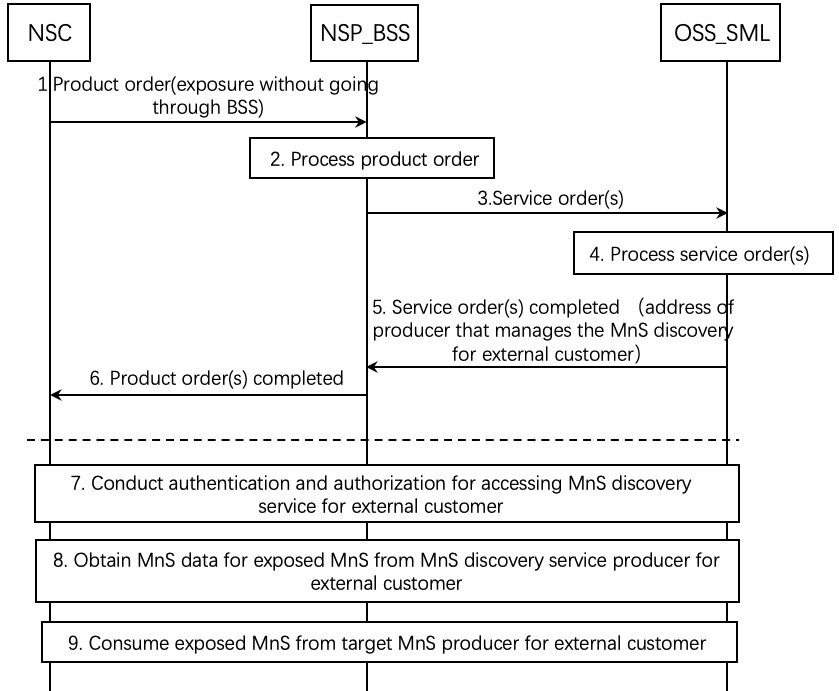 NSC
NSP_BSS
OSS_SML
1 Product order(exposure without going
through BSS)
2. Process product order
3.Service order(s)
4. Process service order(s)
5. Service order(s) completed （address of
producer that manages the MnS discovery
for external customer）
6. Product order(s) completed
7. Conduct authentication and authorization for accessing MnS discovery
service for external customer
8. Obtain MnS data for exposed MnS from MnS discovery service producer for
external customer
9. Consume exposed MnS from target MnS producer for external customer